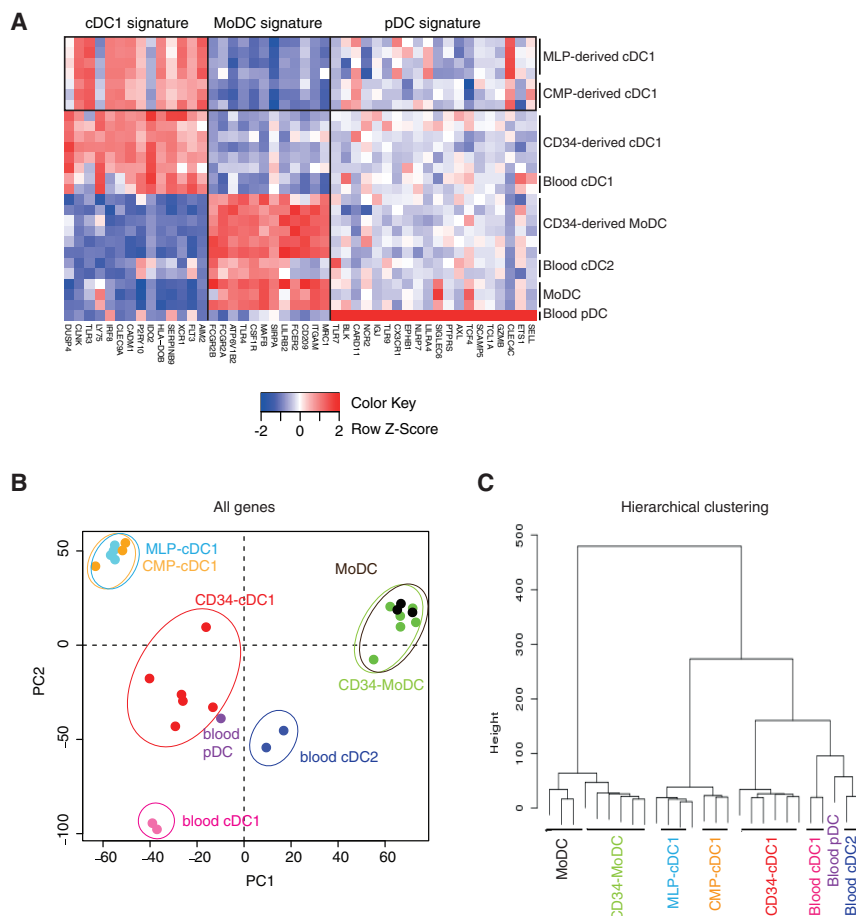 A
cDC1 signature MoDC signature pDC signature
MLP-derived cDC1
CMP-derived cDC1
CD34-derived cDC1
Blood cDC1
CD34-derived MoDC
Blood cDC2
MoDC
Blood pDC
DUSP4
CLNK
TLR3
LY75
IRF8
CLEC9A
CADM1
P2RY10
IDO2
HLA-DOB
SERPINB9
XCR1
FLT3
AIM2
FCGR2B
FCGR2A
ATP6V1B2
TLR4
CSF1R
MAFB
SIRPA
LILRB2
FCER2
CD209
ITGAM
MRC1
TLR7
BLK
CARD11
NCR2
IGJ
TLR9
CX3CR1
EPHB1
NLRP7
LILRA4
SIGLEC6
PTPRS
AXL
TCF4
SCAMP5
TCL1A
GZMB
CLEC4C
ETS1
SELL
Color Key
-2 0 2
Row Z-Score
B
All genes
MLP-cDC1
CMP-cDC1
MoDC
CD34-cDC1
CD34-MoDC
blood
pDC
blood cDC2
blood cDC1
50
0
-50
-100
PC2
-60 -40 -20 0 20 40 60
PC1
C
Hierarchical clustering
500
400
300
200
100
0
Height
MoDC
CD34-MoDC
MLP-cDC1
CMP-cDC1
CD34-cDC1
Blood cDC1
Blood pDC
Blood cDC2